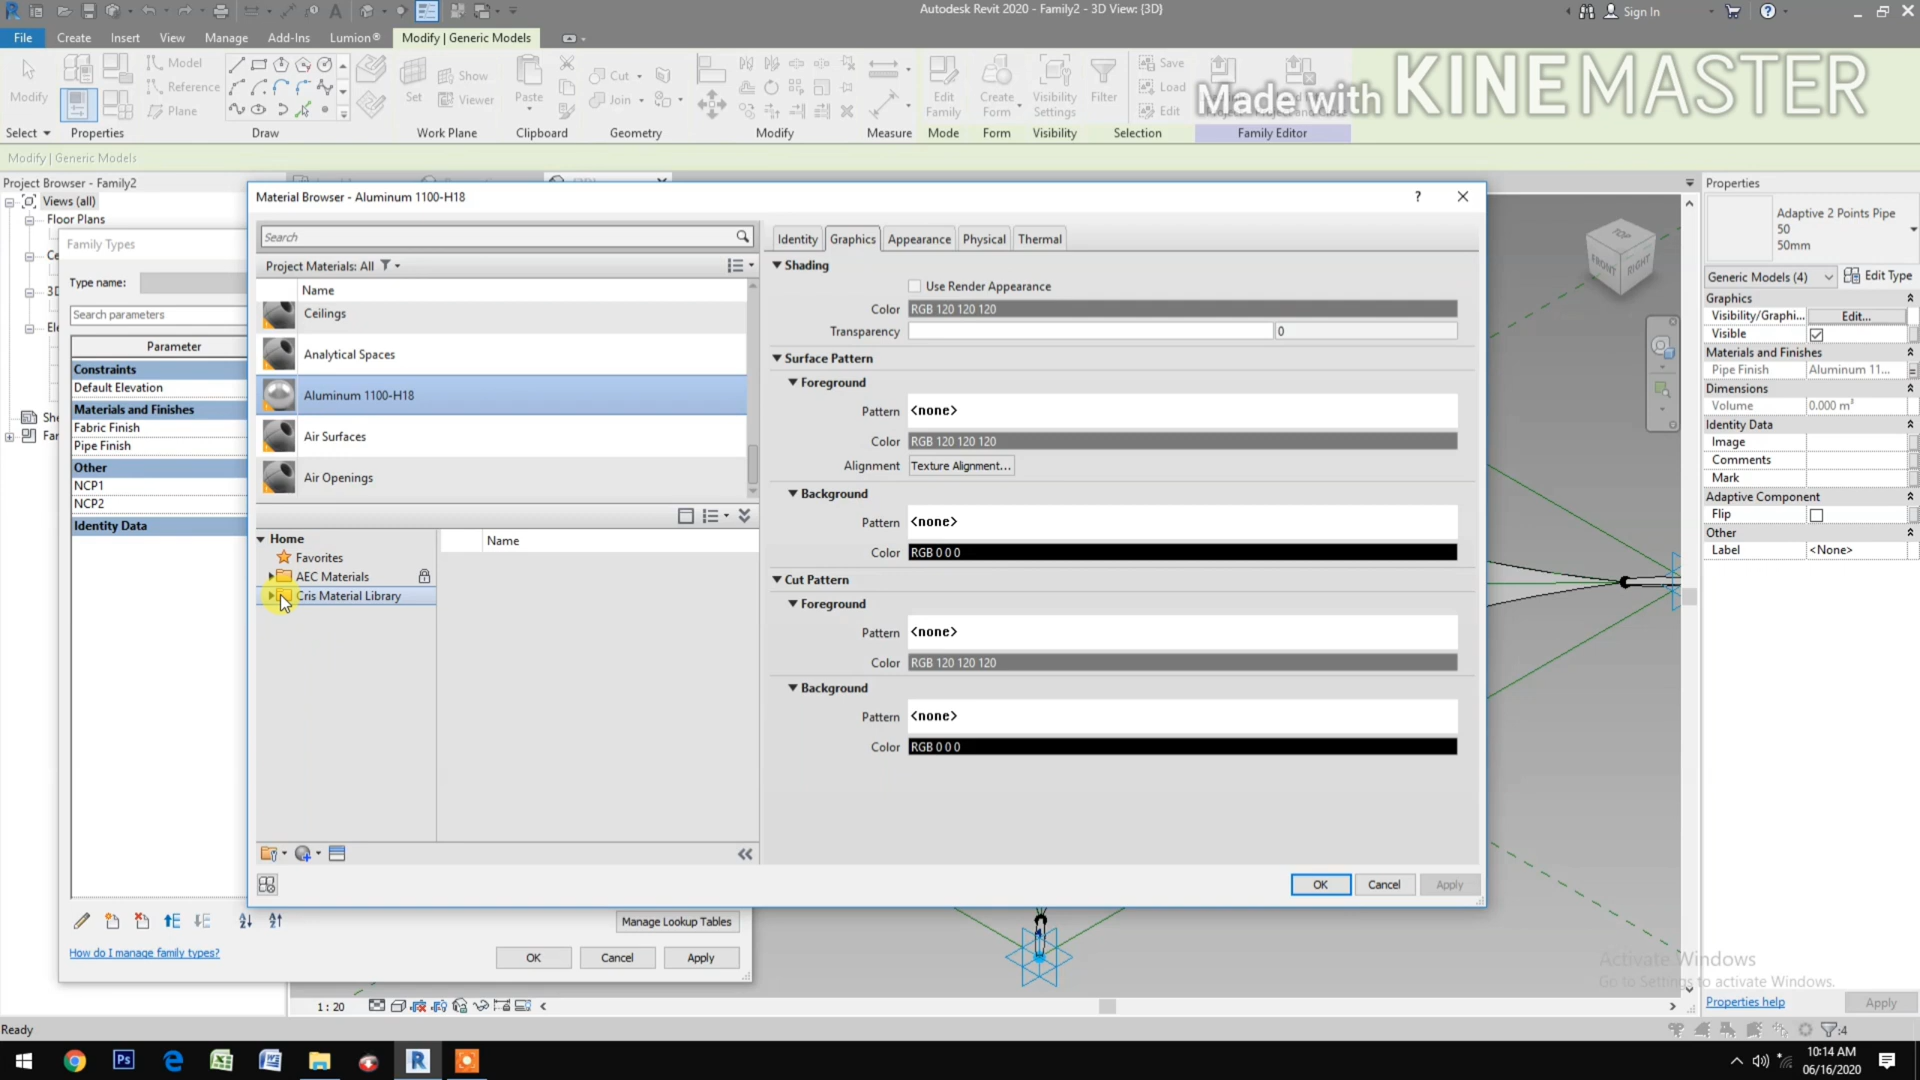 Autodesk Revit 2020 - Family2 - 3D View: {3D}
Sign In
File Create Insert View Manage Add-Ins Lumion® Modify | Generic Models
Modify
Model
Reference
Plane
Set
Show
Viewer
Paste
Cut
Join
Edit
Family
Create
Form
Visibility
Settings
Filter
Save
Load
Edit
Made with KINEMASTER
Select Properties Draw Work Plane Clipboard Geometry Modify Measure Mode Form Visibility Selection Family Editor
Modify | Generic Models
Project Browser - Family2
Views (all)
Floor Plans
Ce
3D
Ele
She
Far
Family Types
Type name:
Search parameters
Parameter
Constraints
Default Elevation
Materials and Finishes
Fabric Finish
Pipe Finish
Other
NCP1
NCP2
Identity Data
Manage Lookup Tables
How do I manage family types?
OK Cancel Apply
Material Browser - Aluminum 1100-H18
?
Search
Project Materials: All
Name
Ceilings
Analytical Spaces
Aluminum 1100-H18
Air Surfaces
Air Openings
Home
Favorites
AEC Materials
Cris Material Library
Name
Identity Graphics Appearance Physical Thermal
Shading
Use Render Appearance
Color RGB 120 120 120
Transparency 0
Surface Pattern
Foreground
Pattern <none>
Color RGB 120 120 120
Alignment Texture Alignment...
Background
Pattern <none>
Color RGB 0 0 0
Cut Pattern
Foreground
Pattern <none>
Color RGB 120 120 120
Background
Pattern <none>
Color RGB 0 0 0
OK Cancel Apply
TOP
FRONT
RIGHT
Properties
Adaptive 2 Points Pipe
50
50mm
Generic Models (4) Edit Type
Graphics
Visibility/Graphi... Edit...
Visible
Materials and Finishes
Pipe Finish Aluminum 11...
Dimensions
Volume 0.000 m³
Identity Data
Image
Comments
Mark
Adaptive Component
Flip
Other
Label <None>
Activate Windows
Go to Settings to activate Windows.
Properties help Apply
1 : 20
Ready
:4
10:14 AM
06/16/2020